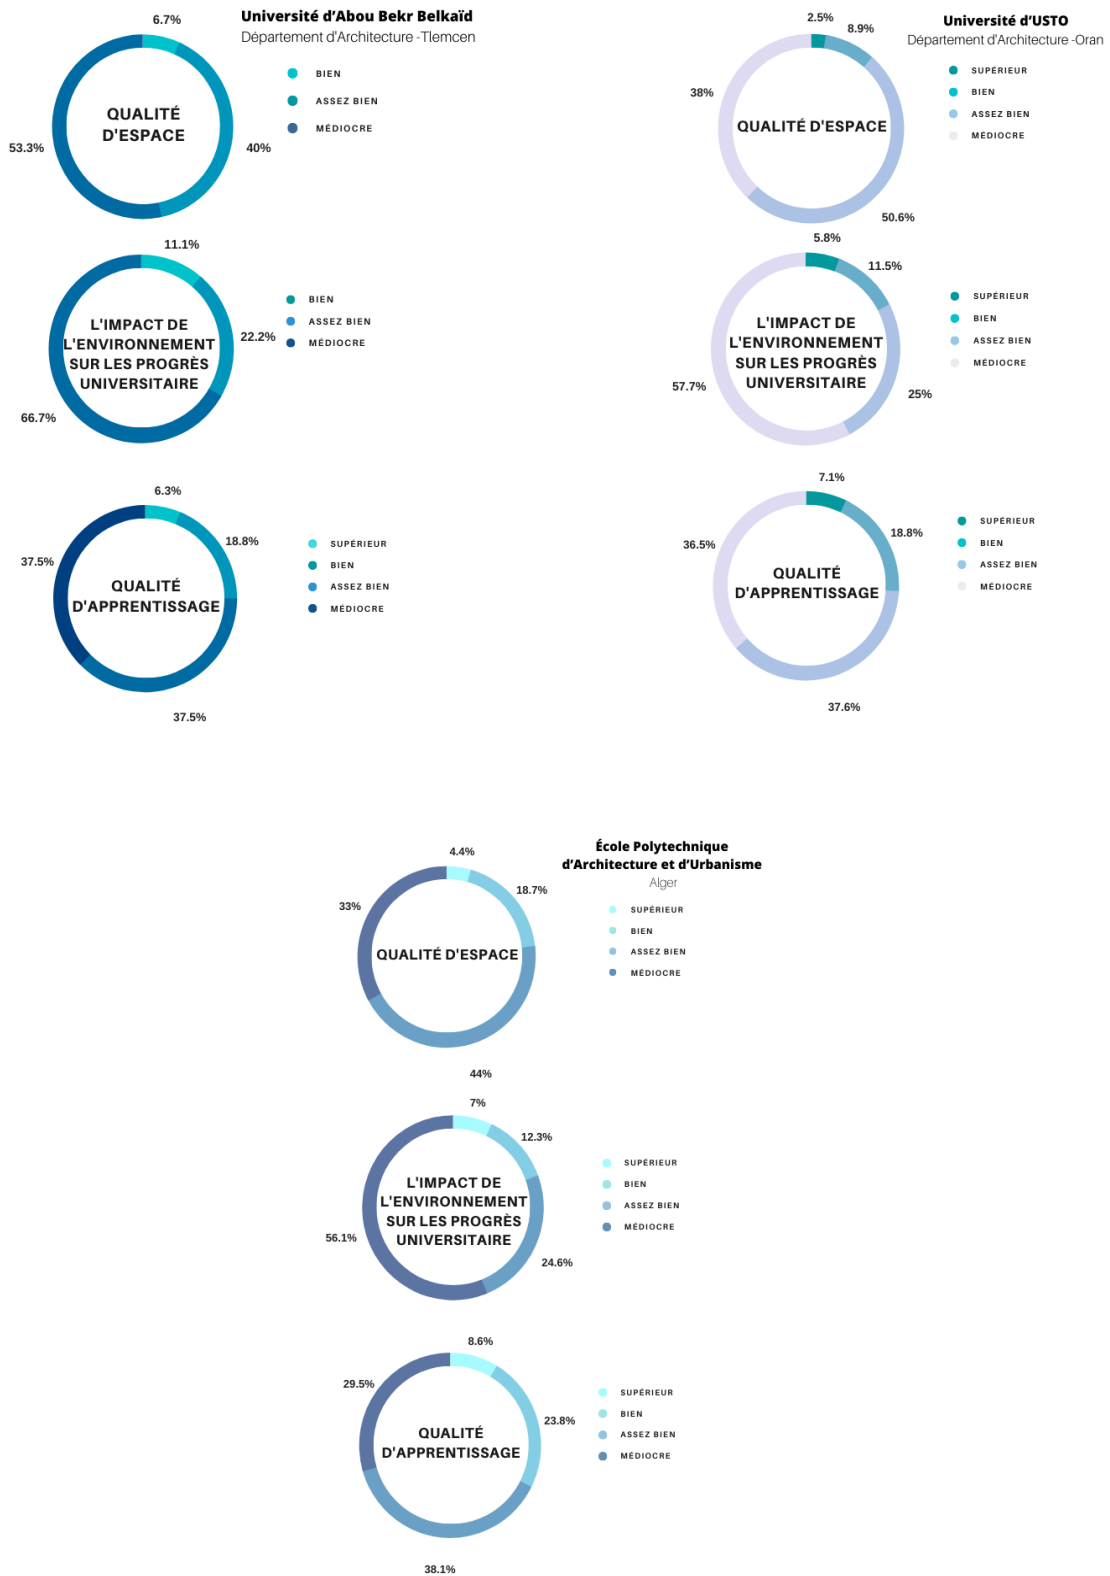 Université d’Abou Bekr Belkaïd
Département d'Architecture -Tlemcen
6.7%
BIEN
ASSEZ BIEN
MÉDIOCRE
QUALITÉ
D'ESPACE
53.3%
40%
11.1%
BIEN
ASSEZ BIEN
MÉDIOCRE
L'IMPACT DE
L'ENVIRONNEMENT
SUR LES PROGRÈS
UNIVERSITAIRE
22.2%
66.7%
6.3%
18.8%
SUPÉRIEUR
BIEN
ASSEZ BIEN
MÉDIOCRE
37.5%
QUALITÉ
D'APPRENTISSAGE
37.5%
Université d’USTO
Département d'Architecture -Oran
2.5%
8.9%
SUPÉRIEUR
BIEN
ASSEZ BIEN
MÉDIOCRE
38%
QUALITÉ D'ESPACE
50.6%
5.8%
11.5%
SUPÉRIEUR
BIEN
ASSEZ BIEN
MÉDIOCRE
L'IMPACT DE
L'ENVIRONNEMENT
SUR LES PROGRÈS
UNIVERSITAIRE
57.7%
25%
7.1%
18.8%
SUPÉRIEUR
BIEN
ASSEZ BIEN
MÉDIOCRE
36.5%
QUALITÉ
D'APPRENTISSAGE
37.6%
École Polytechnique
d’Architecture et d’Urbanisme
Alger
4.4%
18.7%
SUPÉRIEUR
BIEN
ASSEZ BIEN
MÉDIOCRE
33%
QUALITÉ D'ESPACE
44%
7%
12.3%
SUPÉRIEUR
BIEN
ASSEZ BIEN
MÉDIOCRE
L'IMPACT DE
L'ENVIRONNEMENT
SUR LES PROGRÈS
UNIVERSITAIRE
56.1%
24.6%
8.6%
29.5%
SUPÉRIEUR
BIEN
ASSEZ BIEN
MÉDIOCRE
23.8%
QUALITÉ
D'APPRENTISSAGE
38.1%